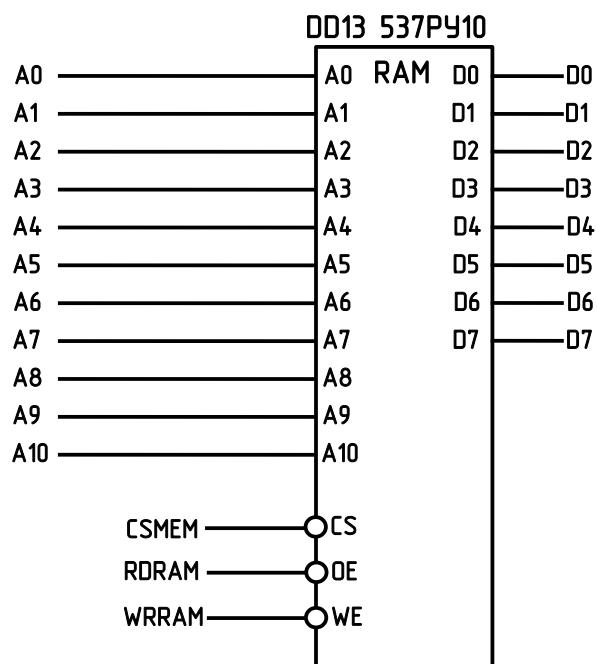 DD13 537РУ10
A0 A0 RAM D0 D0
A1 A1 D1 D1
A2 A2 D2 D2
A3 A3 D3 D3
A4 A4 D4 D4
A5 A5 D5 D5
A6 A6 D6 D6
A7 A7 D7 D7
A8 A8
A9 A9
A10 A10
CSMEM CS
RDRAM OE
WRRAM WE